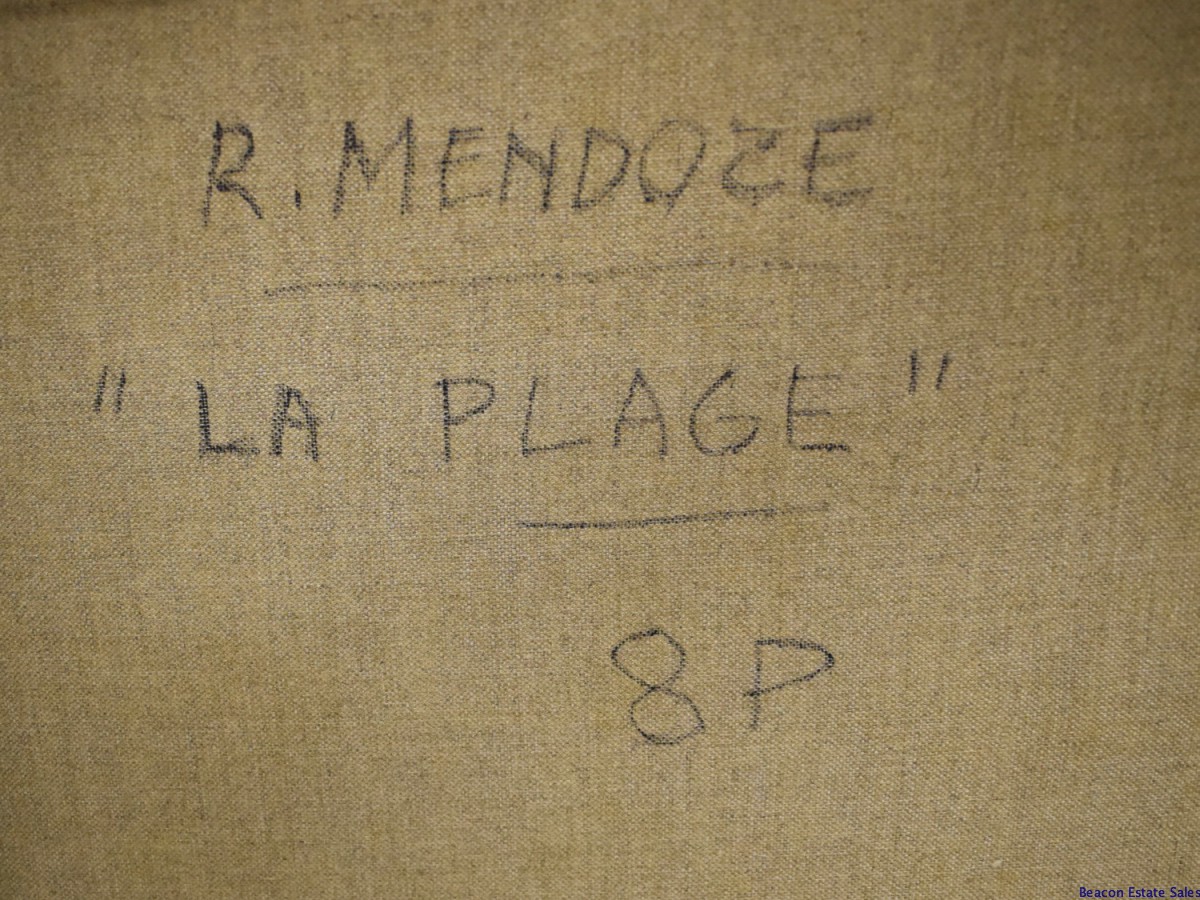 R. MENDOZE
" LA PLAGE "
8P
Beacon Estate Sales